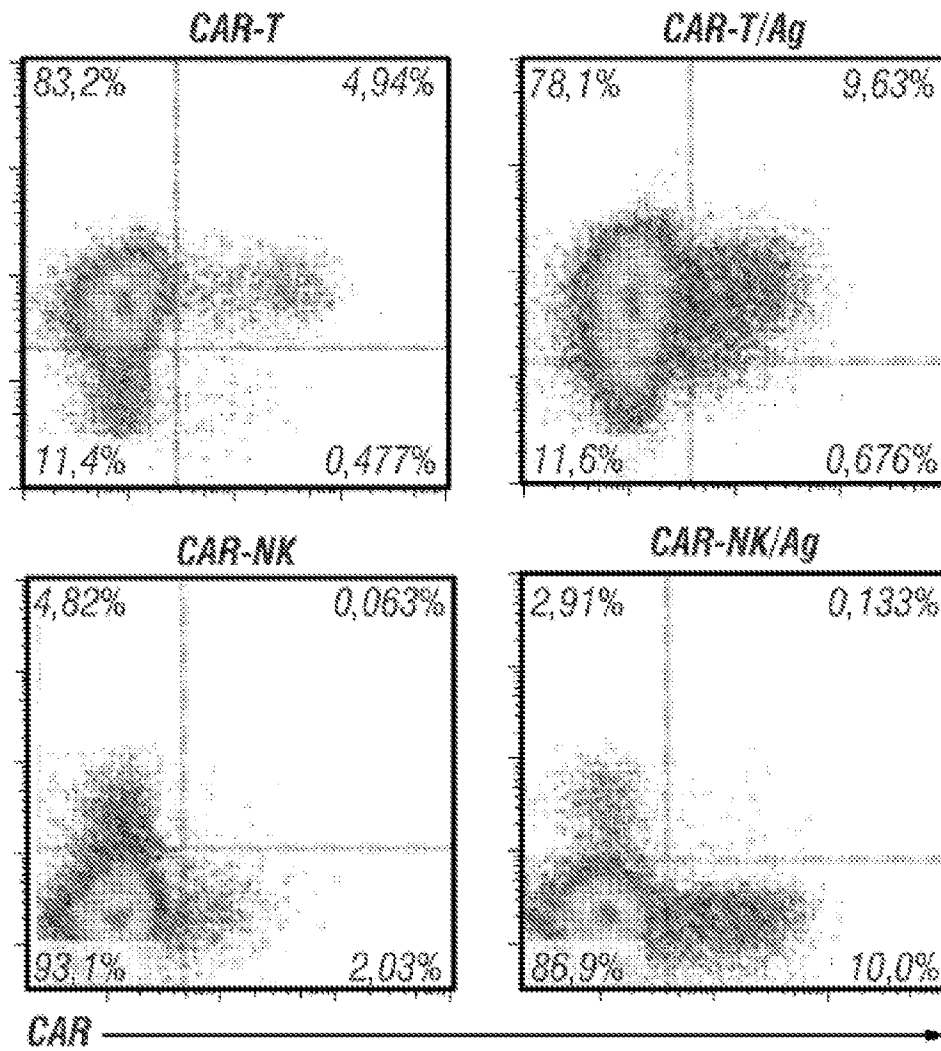 CAR-T CAR-T/Ag
83,2% 4,94% 78,1% 9,63%
11,4% 0,477% 11,6% 0,676%
CAR-NK CAR-NK/Ag
4,82% 0,063% 2,91% 0,133%
93,1% 2,03% 86,9% 10,0%
CAR